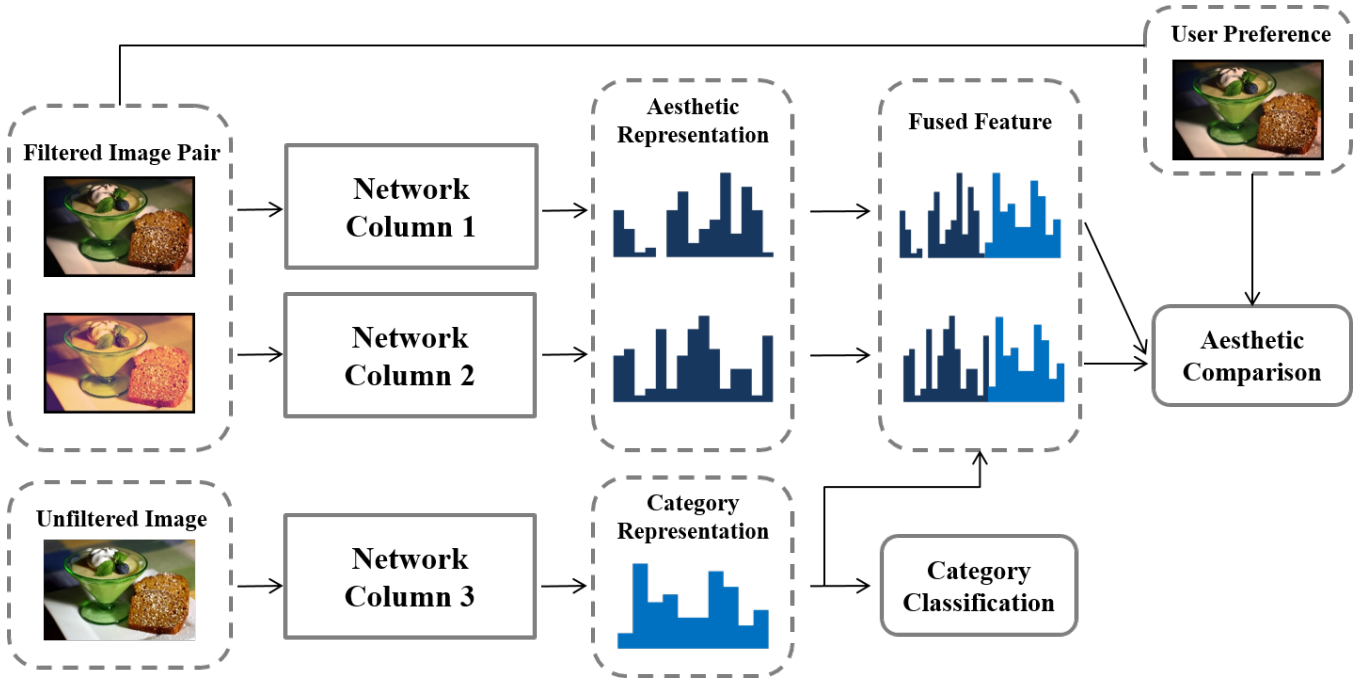 User Preference
Filtered Image Pair
Network
Column 1
Aesthetic
Representation
Fused Feature
Network
Column 2
Aesthetic
Comparison
Unfiltered Image
Network
Column 3
Category
Representation
Category
Classification